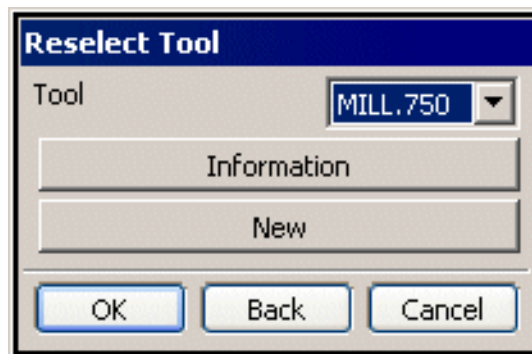 Reselect Tool
Tool MILL.750
Information
New
OK Back Cancel